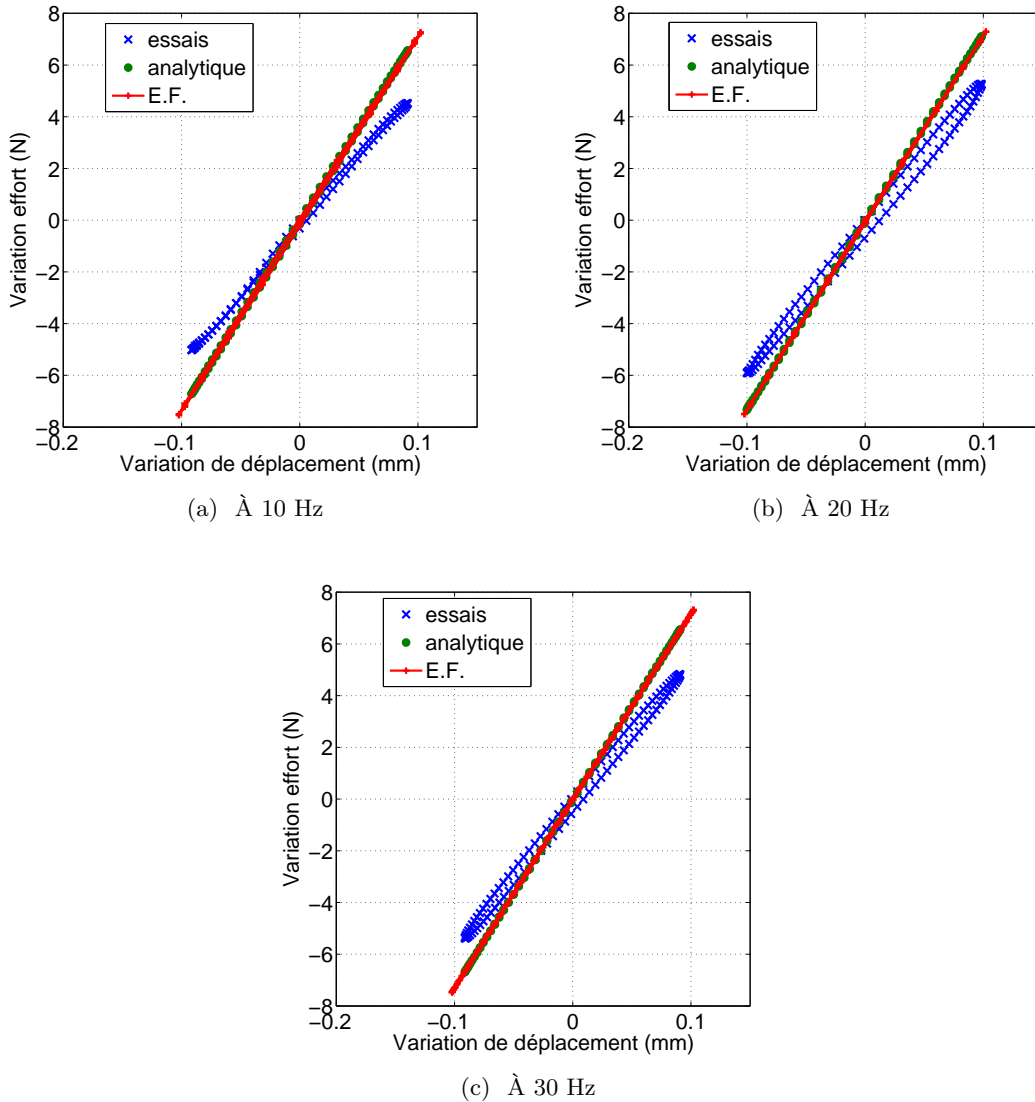 8
6
4
2
0
−2
−4
−6
−8
−0.2 −0.1 0 0.1
Variation effort (N)
Variation de déplacement (mm)
essais
analytique
E.F.
(a) À 10 Hz
8
6
4
2
0
−2
−4
−6
−8
−0.2 −0.1 0 0.1
Variation effort (N)
Variation de déplacement (mm)
essais
analytique
E.F.
(b) À 20 Hz
8
6
4
2
0
−2
−4
−6
−8
−0.2 −0.1 0 0.1
Variation effort (N)
Variation de déplacement (mm)
essais
analytique
E.F.
(c) À 30 Hz